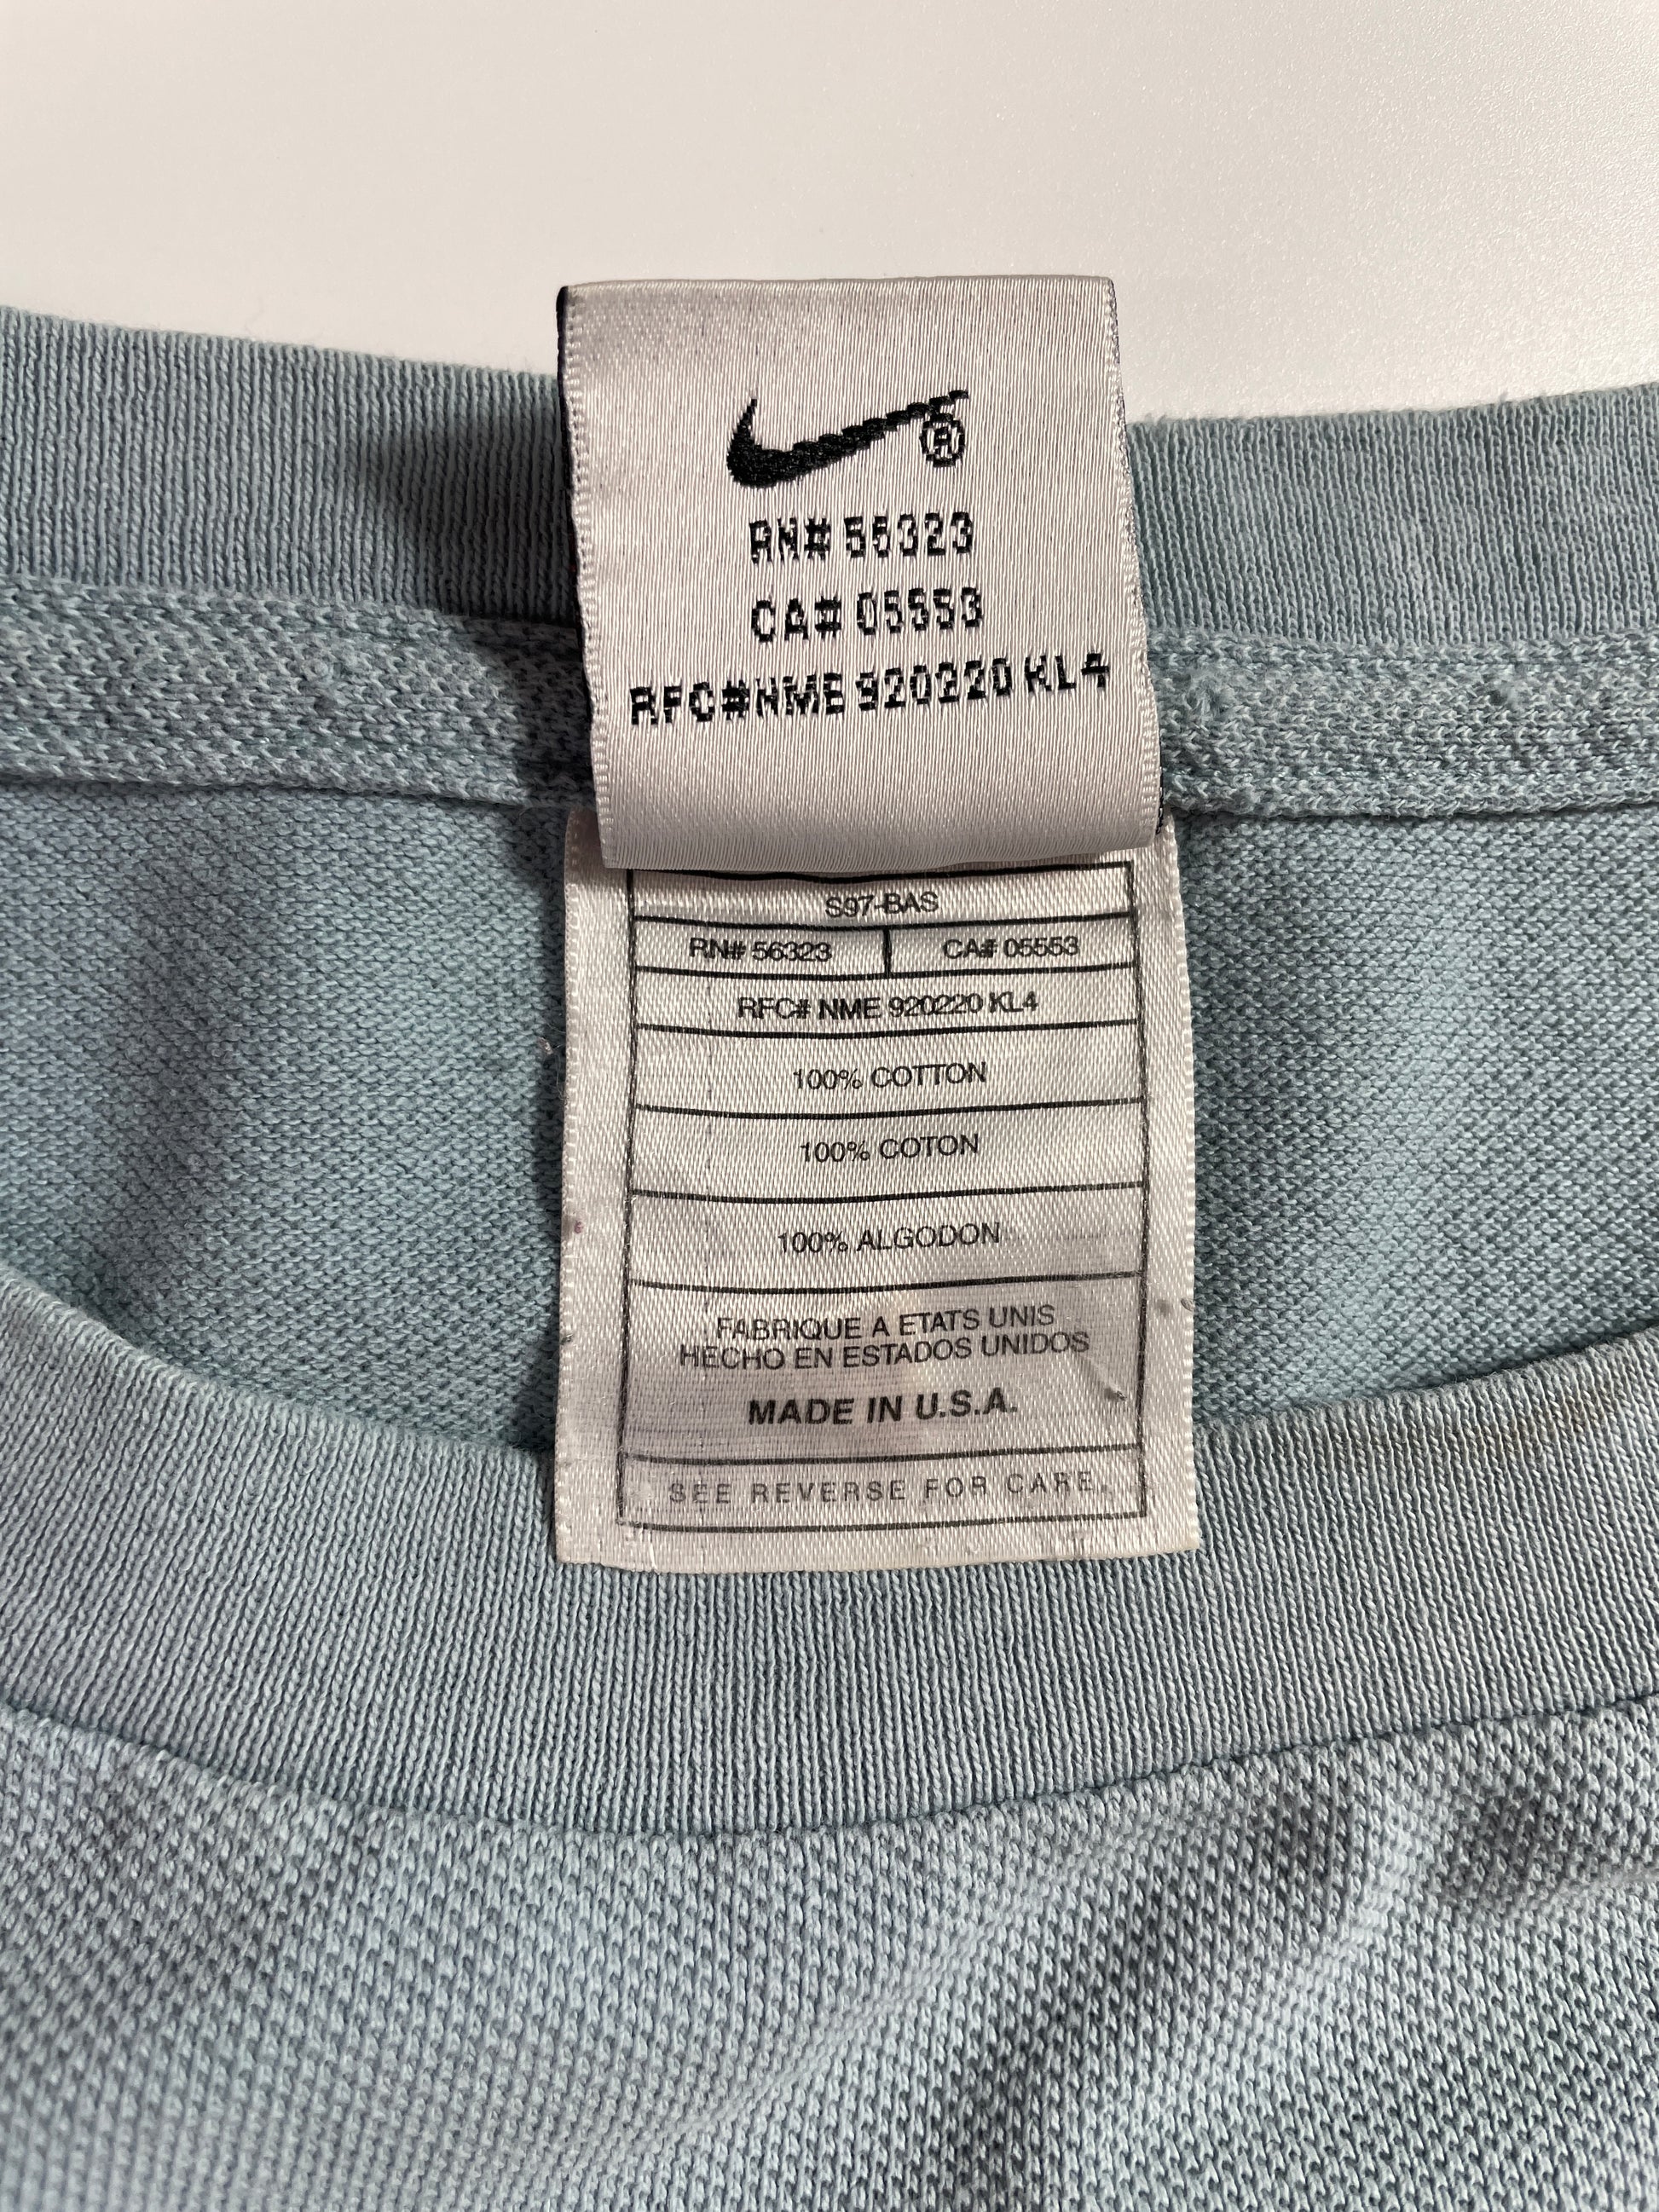 ®
RN# 56323
CA# 05553
RFC#NME 920220 KL4
S97-BAS
RN# 56323 CA# 05553
RFC# NME 920220 KL4
100% COTTON
100% COTON
100% ALGODON
FABRIQUE A ETATS UNIS
HECHO EN ESTADOS UNIDOS
MADE IN U.S.A.
SEE REVERSE FOR CARE.